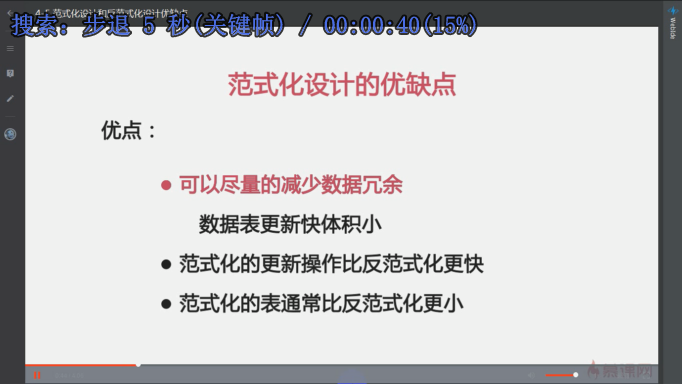 4-1 范式化设计和反范式化设计优缺点
搜索: 步退 5 秒(关键帧) / 00:00:40(15%)
Webide
范式化设计的优缺点
优点：
可以尽量的减少数据冗余
数据表更新快体积小
范式化的更新操作比反范式化更快
范式化的表通常比反范式化更小
慕课网